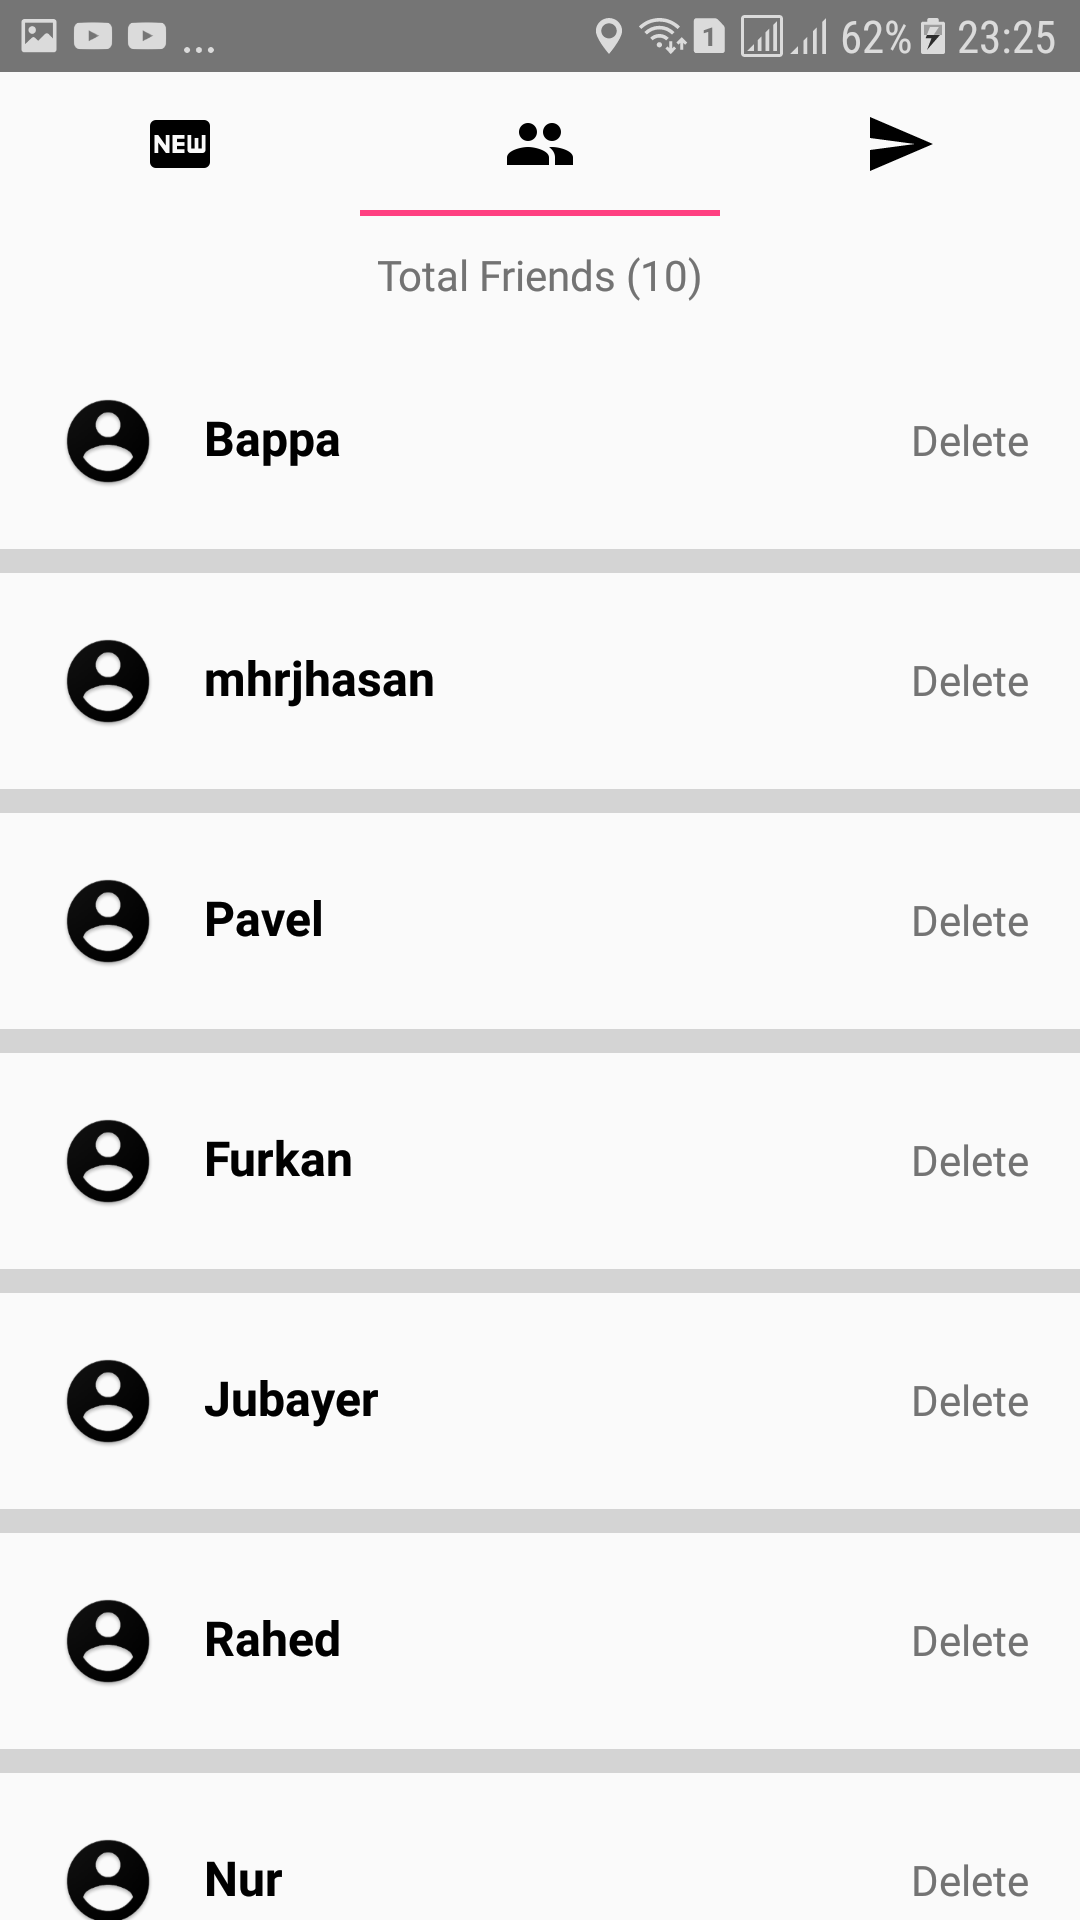 ... 1 62% 23:25
NEW
Total Friends (10)
Bappa Delete
mhrjhasan Delete
Pavel Delete
Furkan Delete
Jubayer Delete
Rahed Delete
Nur Delete